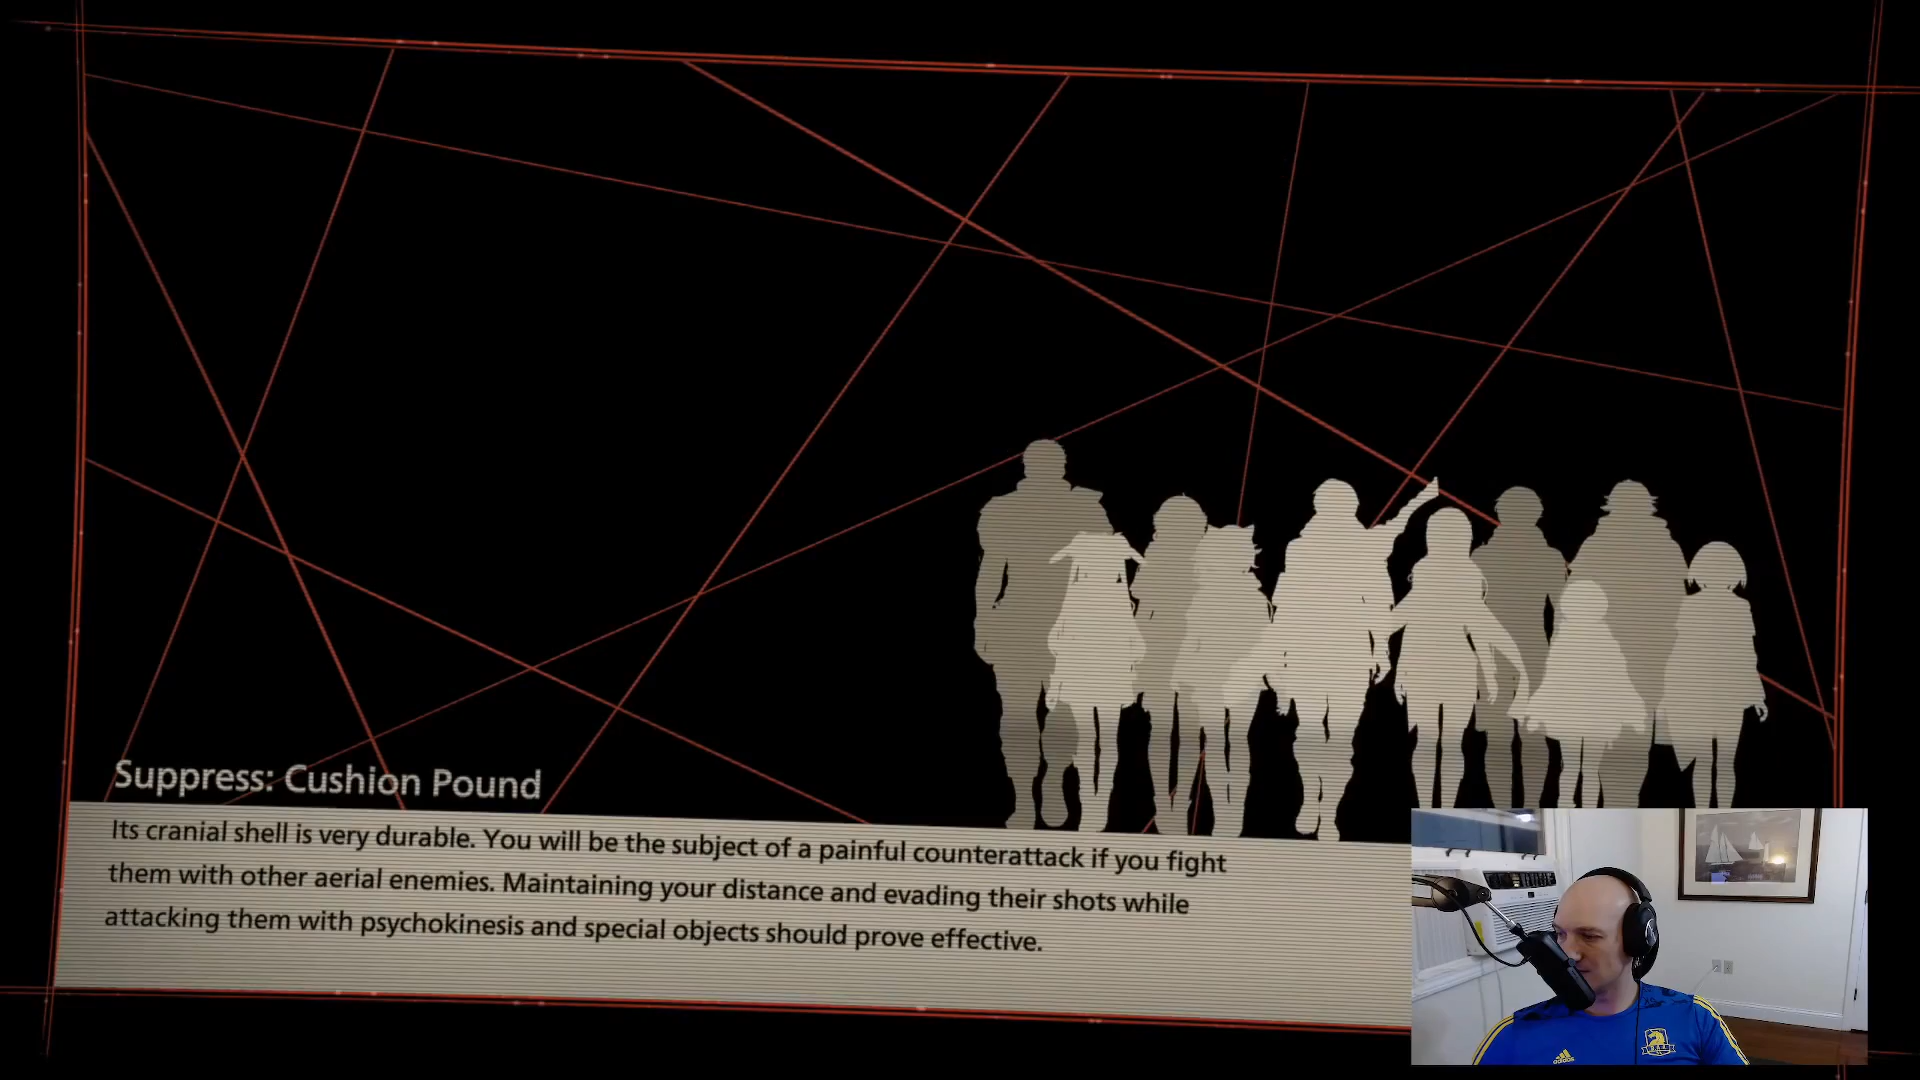 Suppress: Cushion Pound
Its cranial shell is very durable. You will be the subject of a painful counterattack if you fight
them with other aerial enemies. Maintaining your distance and evading their shots while
attacking them with psychokinesis and special objects should prove effective.
adidas